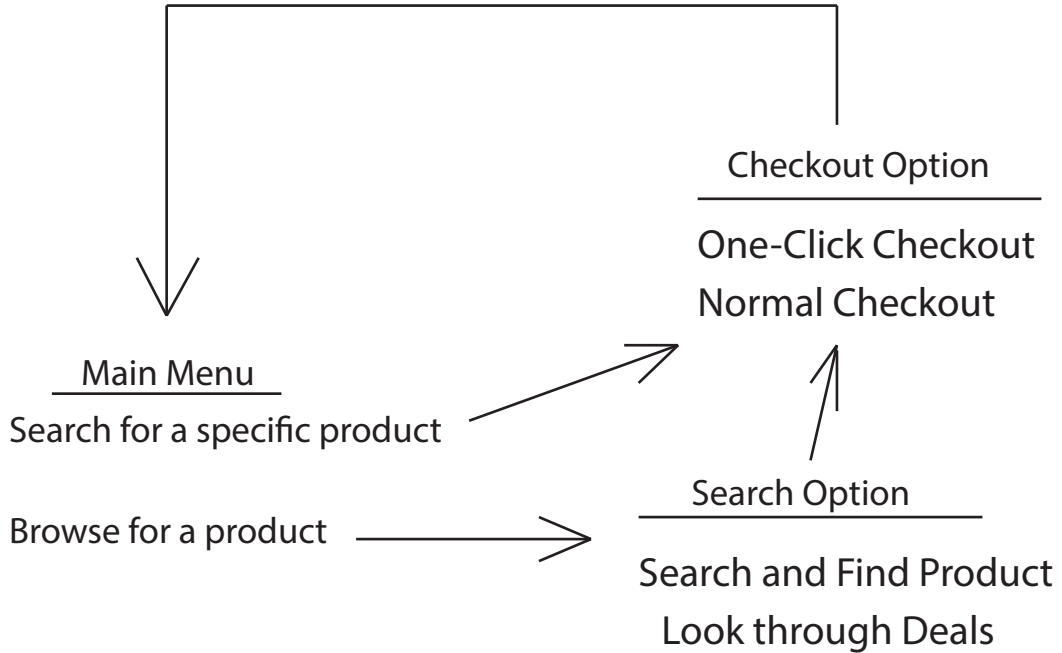 Checkout Option
One-Click Checkout
Normal Checkout
Main Menu
Search for a specific product
Browse for a product
Search Option
Search and Find Product
Look through Deals